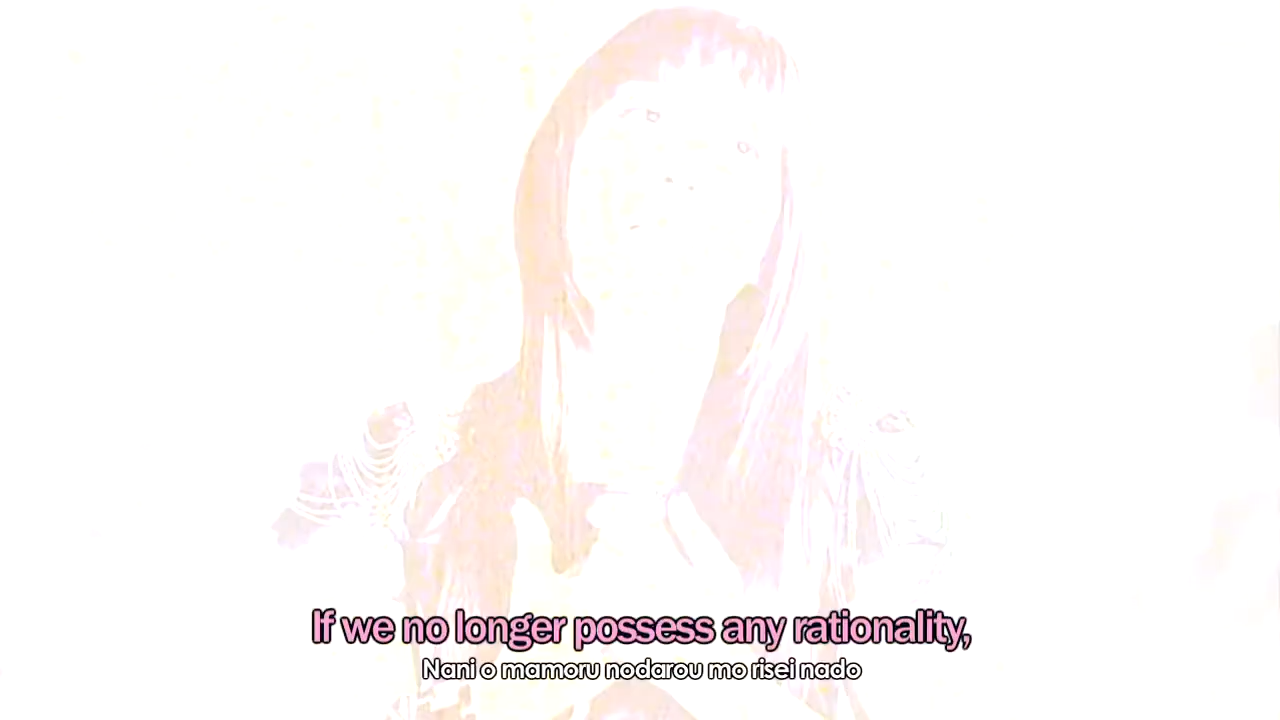 If we no longer possess any rationality,
Nani o mamoru nodarou mo risei nado